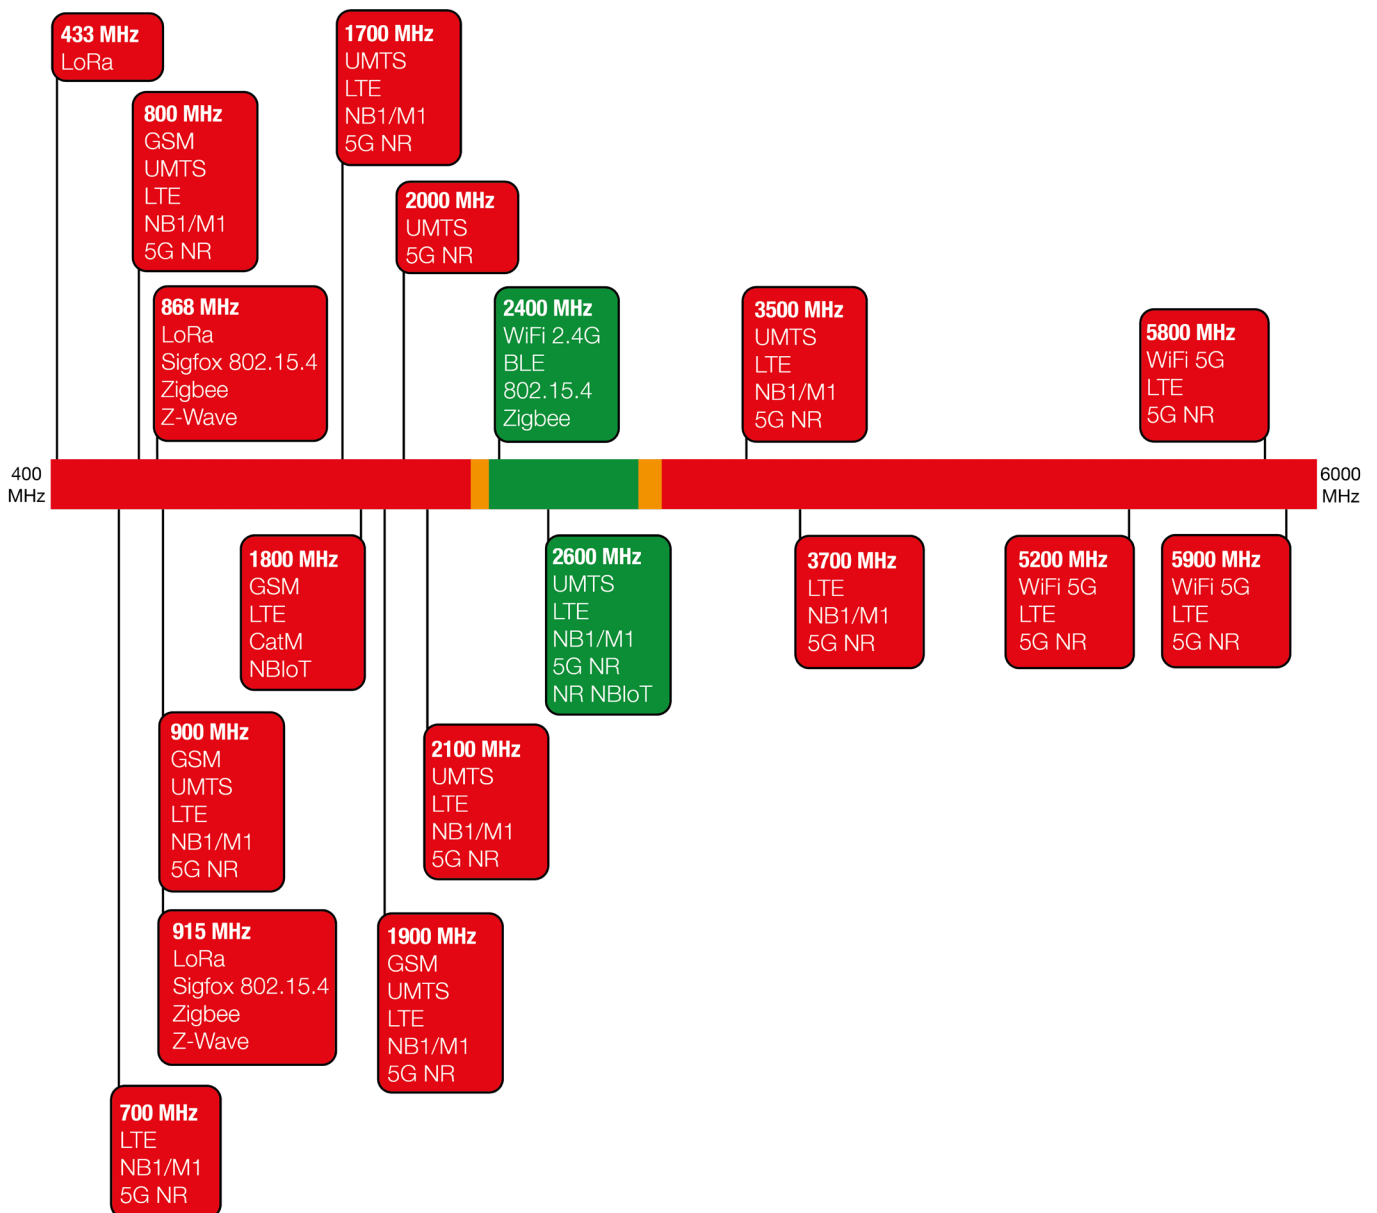 433 MHz
LoRa
800 MHz
GSM
UMTS
LTE
NB1/M1
5G NR
868 MHz
LoRa
Sigfox 802.15.4
Zigbee
Z-Wave
1700 MHz
UMTS
LTE
NB1/M1
5G NR
2000 MHz
UMTS
5G NR
2400 MHz
WiFi 2.4G
BLE
802.15.4
Zigbee
3500 MHz
UMTS
LTE
NB1/M1
5G NR
5800 MHz
WiFi 5G
LTE
5G NR
400
MHz
6000
MHz
1800 MHz
GSM
LTE
CatM
NBIoT
2600 MHz
UMTS
LTE
NB1/M1
5G NR
NR NBIoT
3700 MHz
LTE
NB1/M1
5G NR
5200 MHz
WiFi 5G
LTE
5G NR
5900 MHz
WiFi 5G
LTE
5G NR
900 MHz
GSM
UMTS
LTE
NB1/M1
5G NR
2100 MHz
UMTS
LTE
NB1/M1
5G NR
915 MHz
LoRa
Sigfox 802.15.4
Zigbee
Z-Wave
1900 MHz
GSM
UMTS
LTE
NB1/M1
5G NR
700 MHz
LTE
NB1/M1
5G NR